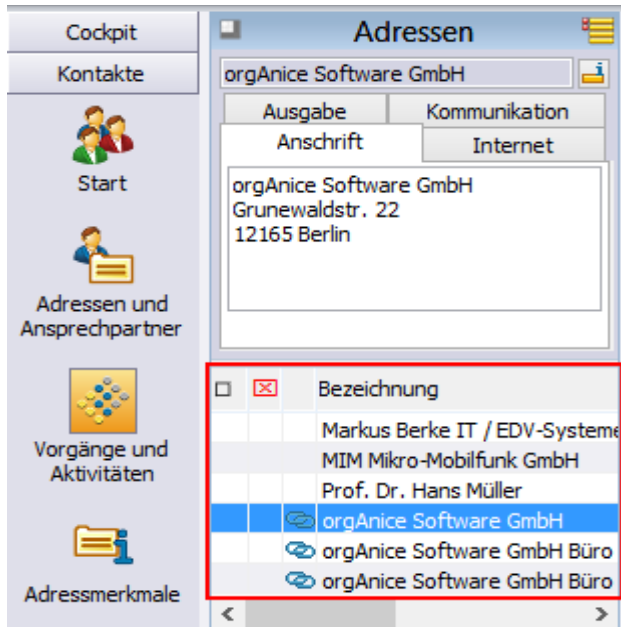 Cockpit
Kontakte
Start
Adressen und
Ansprechpartner
Vorgänge und
Aktivitäten
Adressmerkmale
Adressen
orgAnice Software GmbH
Ausgabe
Kommunikation
Anschrift
Internet
orgAnice Software GmbH
Grunewaldstr. 22
12165 Berlin
Bezeichnung
Markus Berke IT / EDV-Systeme
MIM Mikro-Mobilfunk GmbH
Prof. Dr. Hans Müller
orgAnice Software GmbH
orgAnice Software GmbH Büro
orgAnice Software GmbH Büro